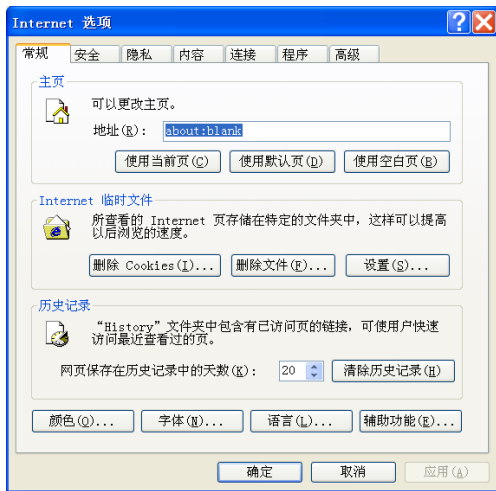 Internet 选项
常规 安全 隐私 内容 连接 程序 高级
主页
可以更改主页。
地址(R): about:blank
使用当前页(C) 使用默认页(D) 使用空白页(B)
Internet 临时文件
所查看的 Internet 页存储在特定的文件夹中，这样可以提高
以后浏览的速度。
删除 Cookies(I)... 删除文件(F)... 设置(S)...
历史记录
“History”文件夹中包含有已访问页的链接，可使用户快速
访问最近查看过的页。
网页保存在历史记录中的天数(K): 20 清除历史记录(H)
颜色(O)... 字体(N)... 语言(L)... 辅助功能(E)...
确定 取消 应用(A)